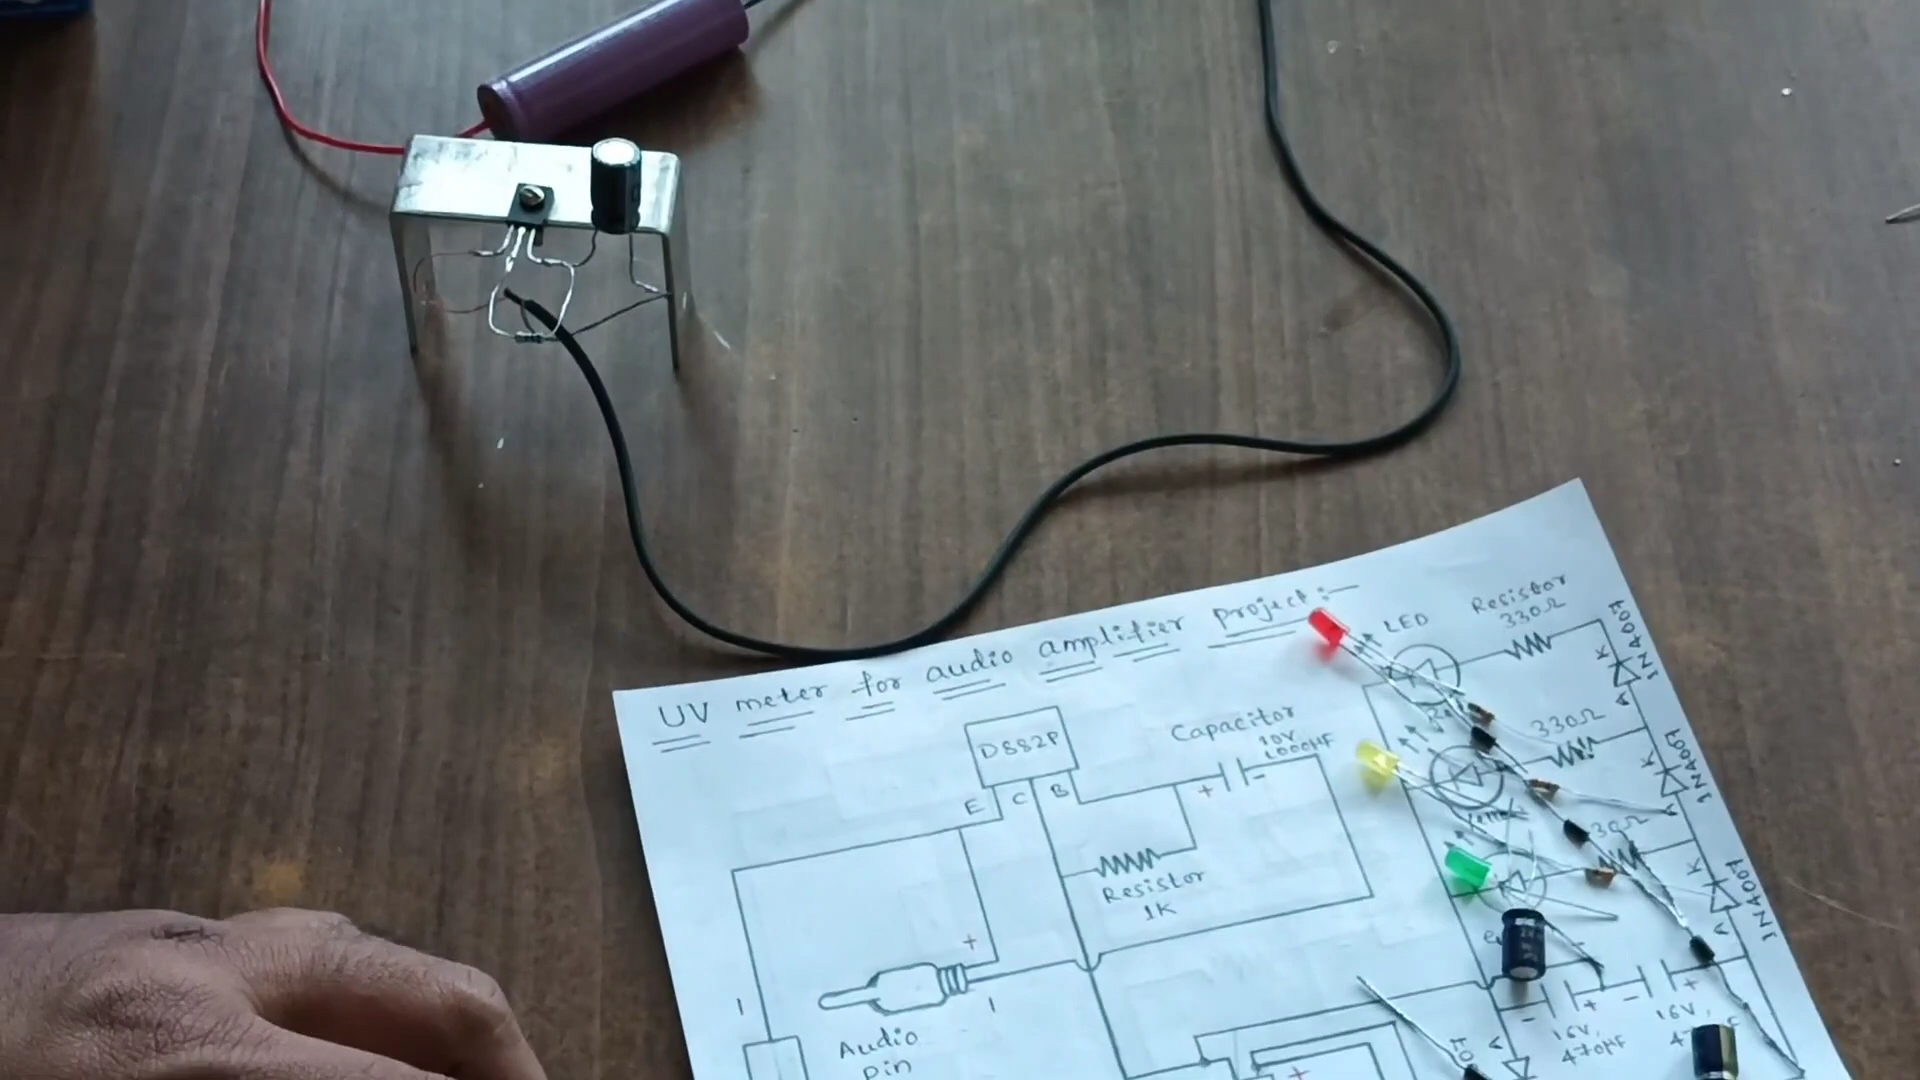 UV meter for audio amplifier project:-
LED
Resistor
330Ω
K
1N4007
A
D882P
Capacitor
10V
1000µF
330Ω
E
C
B
+
-
K
1N4007
A
Resistor
1K
K
1N4007
A
+
Audio
pin
-
+
-
+
16V,
470µF
16V,
A
+